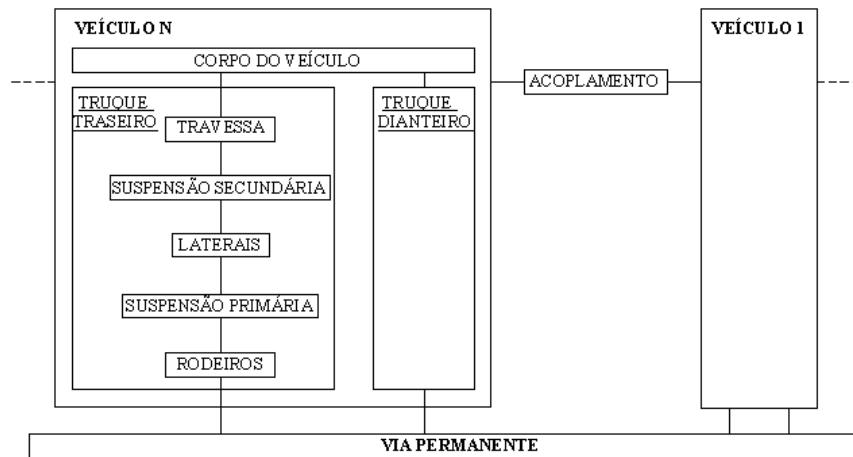 VEÍCULO N
VEÍCULO 1
CORPO DO VEÍCULO
ACOPLAMENTO
TRUQUE
TRASEIRO
TRUQUE
DIANTEIRO
TRAVESSA
SUSPENSÃO SECUNDÁRIA
LATERAIS
SUSPENSÃO PRIMÁRIA
RODEIROS
VIA PERMANENTE